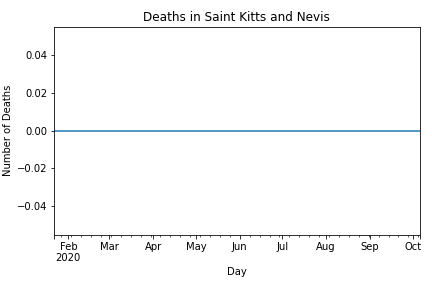 Deaths in Saint Kitts and Nevis
0.04
0.02
0.00
−0.02
−0.04
Number of Deaths
Feb Mar Apr May Jun Jul Aug Sep Oct
2020
Day